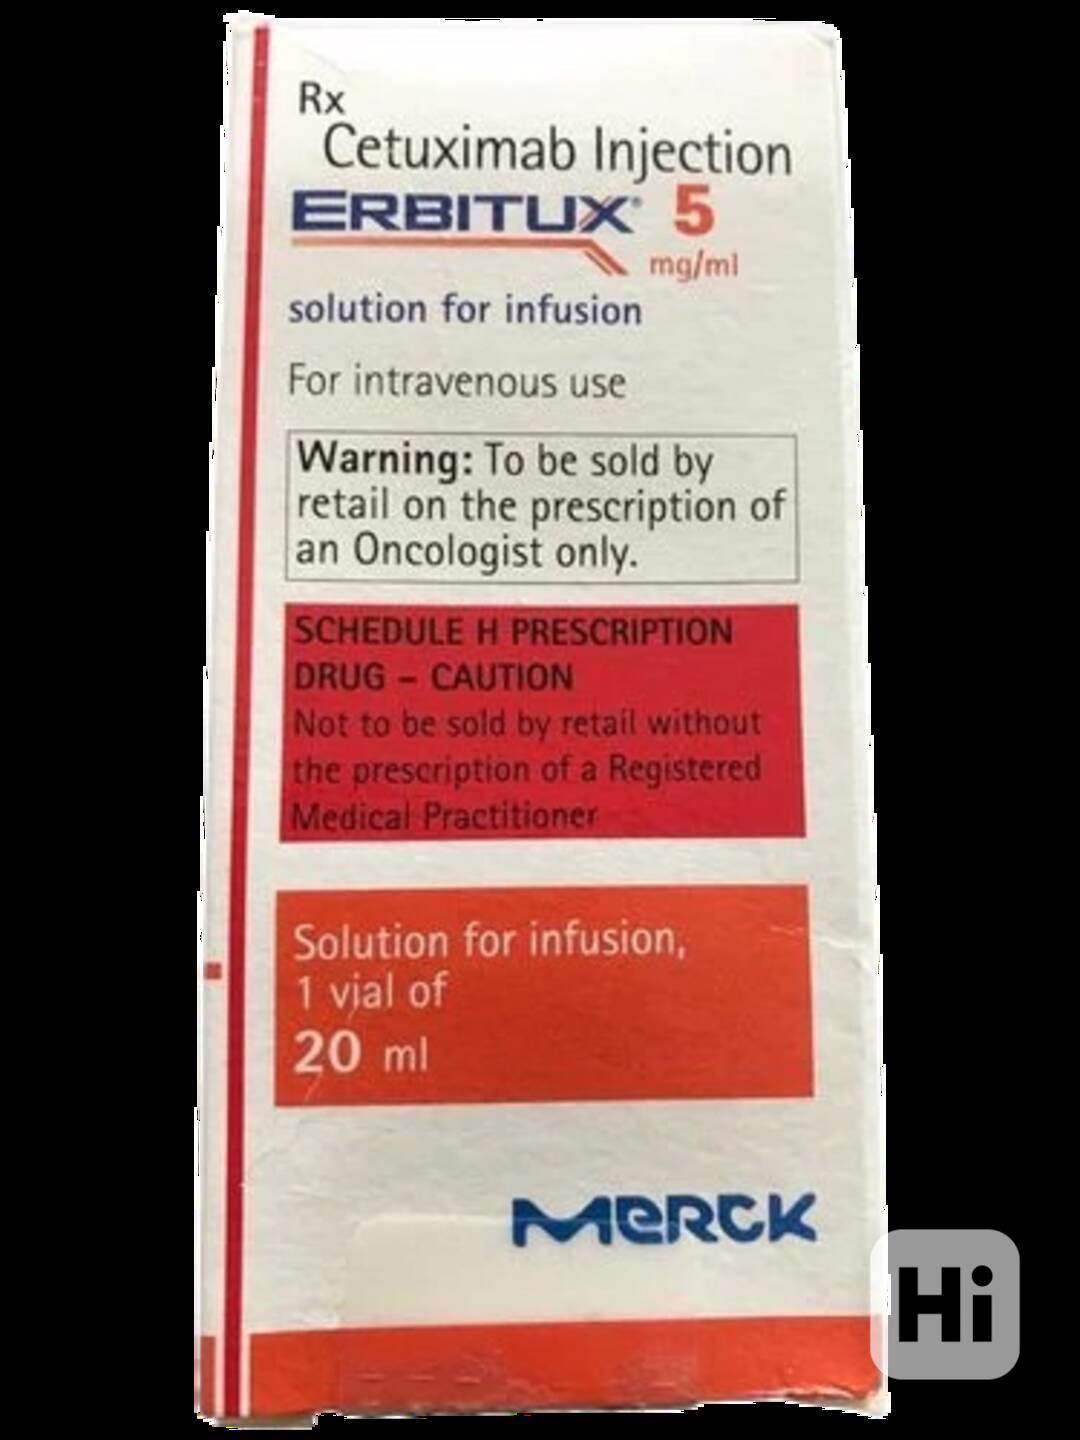 Rx
Cetuximab Injection
ERBITUX® 5
mg/ml
solution for infusion
For intravenous use
Warning: To be sold by
retail on the prescription of
an Oncologist only.
SCHEDULE H PRESCRIPTION
DRUG – CAUTION
Not to be sold by retail without
the prescription of a Registered
Medical Practitioner
Solution for infusion,
1 vial of
20 ml
MERCK
Hi